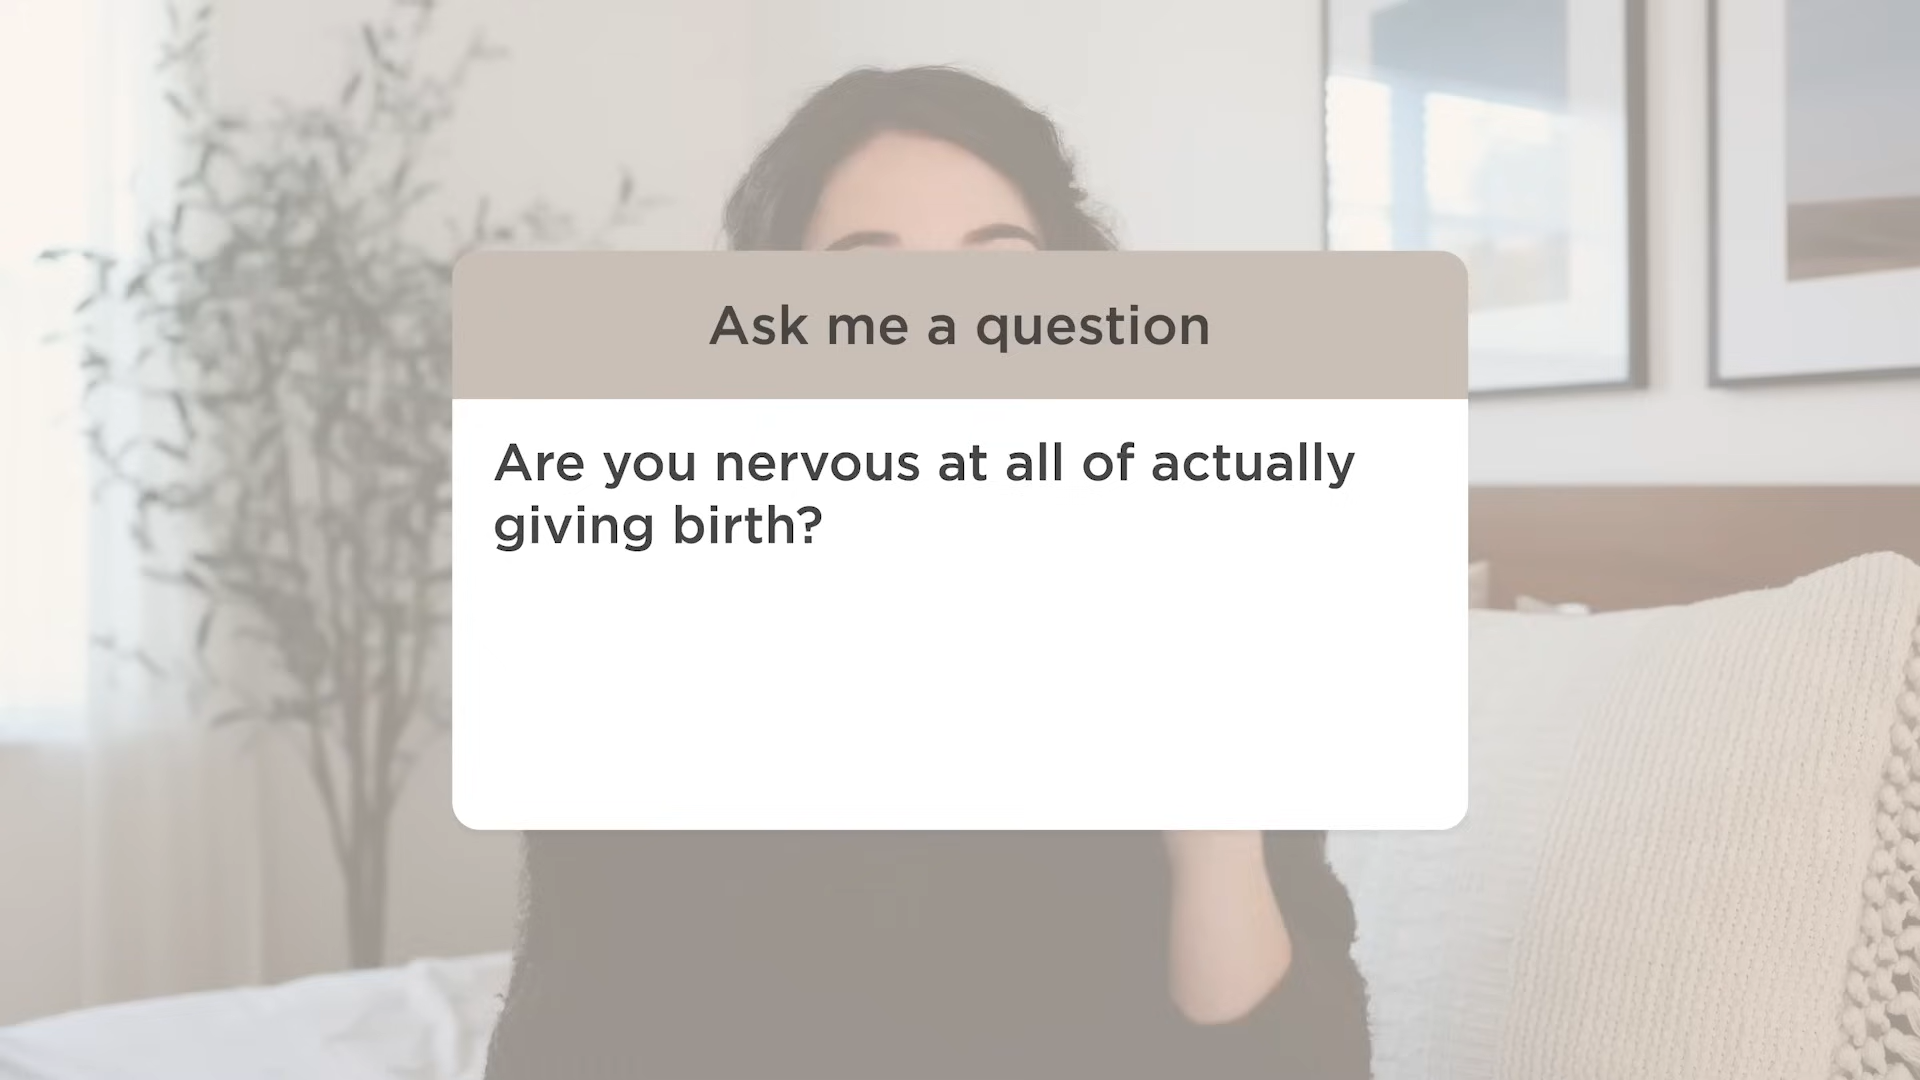 Ask me a question
Are you nervous at all of actually
giving birth?